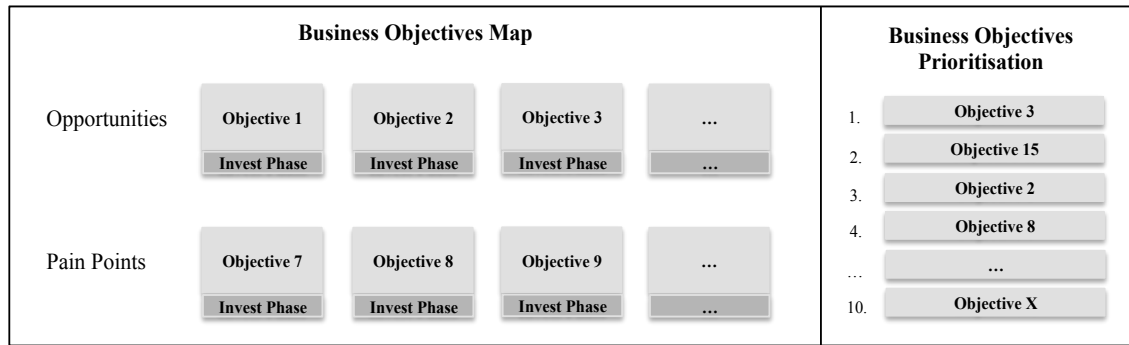 Business Objectives Map
Opportunities
Objective 1
Objective 2
Objective 3
...
Invest Phase
Invest Phase
Invest Phase
...
Pain Points
Objective 7
Objective 8
Objective 9
...
Invest Phase
Invest Phase
Invest Phase
...
Business Objectives
Prioritisation
1. Objective 3
2. Objective 15
3. Objective 2
4. Objective 8
... ...
10. Objective X